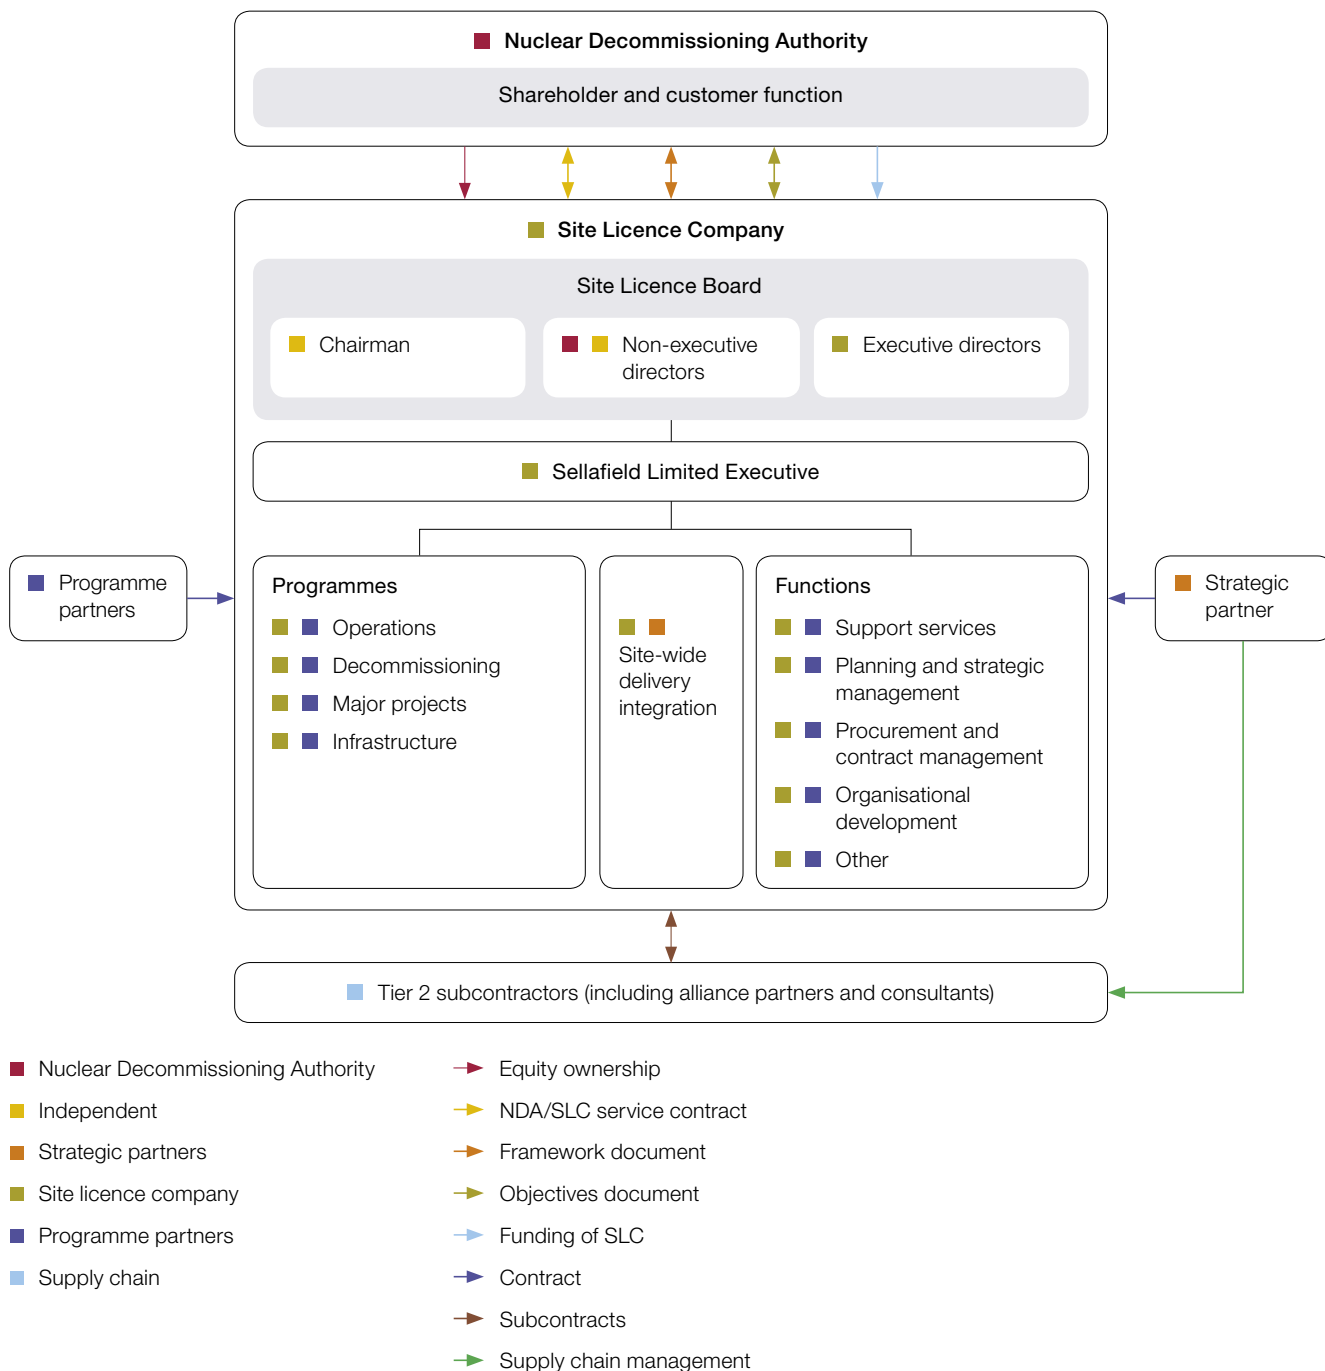 Nuclear Decommissioning Authority
Shareholder and customer function
Site Licence Company
Site Licence Board
Chairman
Non-executive
directors
Executive directors
Sellafield Limited Executive
Programme
partners
Programmes
Operations
Decommissioning
Major projects
Infrastructure
Site-wide
delivery
integration
Functions
Support services
Planning and strategic
management
Procurement and
contract management
Organisational
development
Other
Strategic
partner
Tier 2 subcontractors (including alliance partners and consultants)
Nuclear Decommissioning Authority
Independent
Strategic partners
Site licence company
Programme partners
Supply chain
Equity ownership
NDA/SLC service contract
Framework document
Objectives document
Funding of SLC
Contract
Subcontracts
Supply chain management